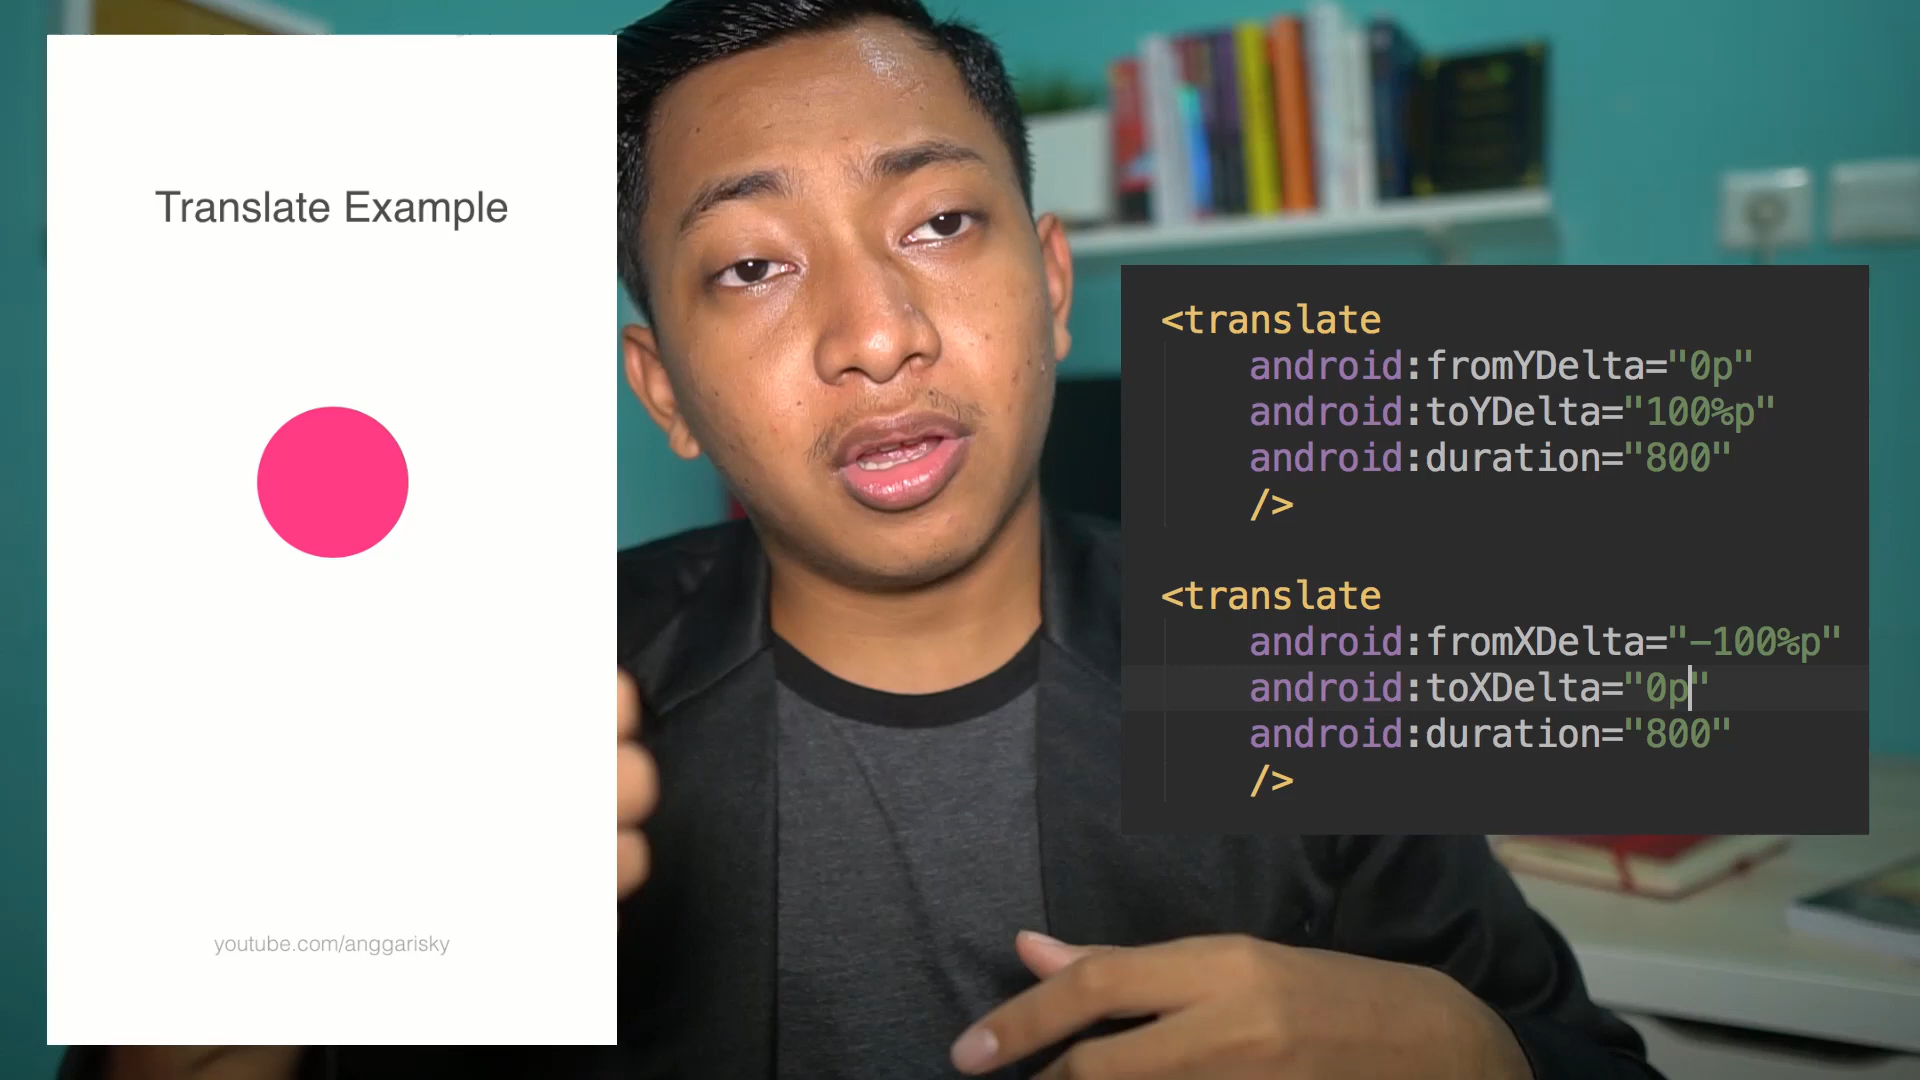 Translate Example
youtube.com/anggarisky
<translate
android:fromYDelta="0p"
android:toYDelta="100%p"
android:duration="800"
/>
<translate
android:fromXDelta="-100%p"
android:toXDelta="0p"
android:duration="800"
/>